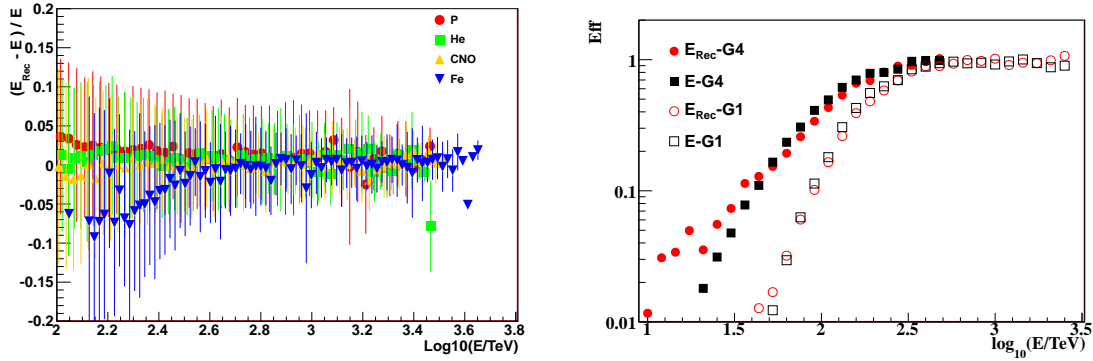 (E_Rec - E) / E
0.2
0.15
0.1
0.05
0
-0.05
-0.1
-0.15
-0.2
P
He
CNO
Fe
2 2.2 2.4 2.6 2.8 3 3.2 3.4 3.6 3.8
Log10(E/TeV)
Eff
1
0.1
0.01
E_Rec-G4
E-G4
E_Rec-G1
E-G1
1 1.5 2 2.5 3 3.5
log_10(E/TeV)